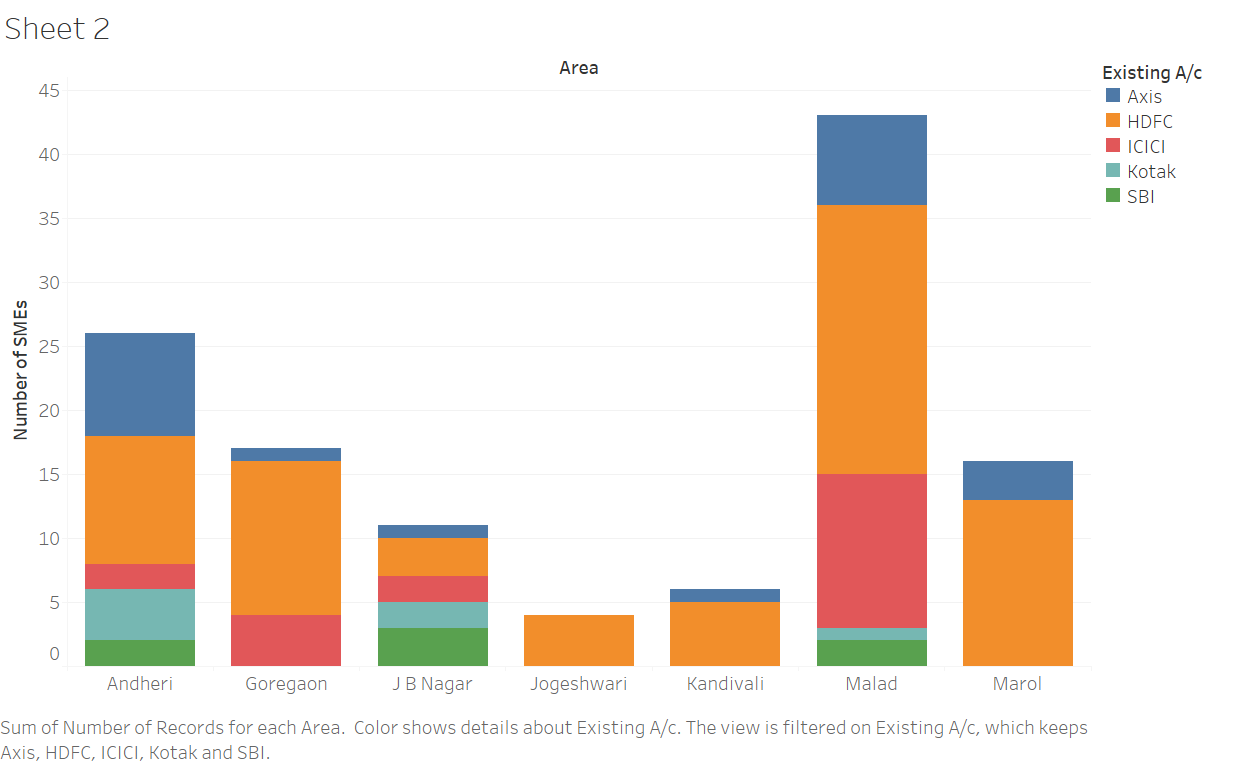 Sheet 2
Area
Existing A/c
Axis
HDFC
ICICI
Kotak
SBI
Number of SMEs
45
40
35
30
25
20
15
10
5
0
Andheri Goregaon J B Nagar Jogeshwari Kandivali Malad Marol
Sum of Number of Records for each Area. Color shows details about Existing A/c. The view is filtered on Existing A/c, which keeps
Axis, HDFC, ICICI, Kotak and SBI.